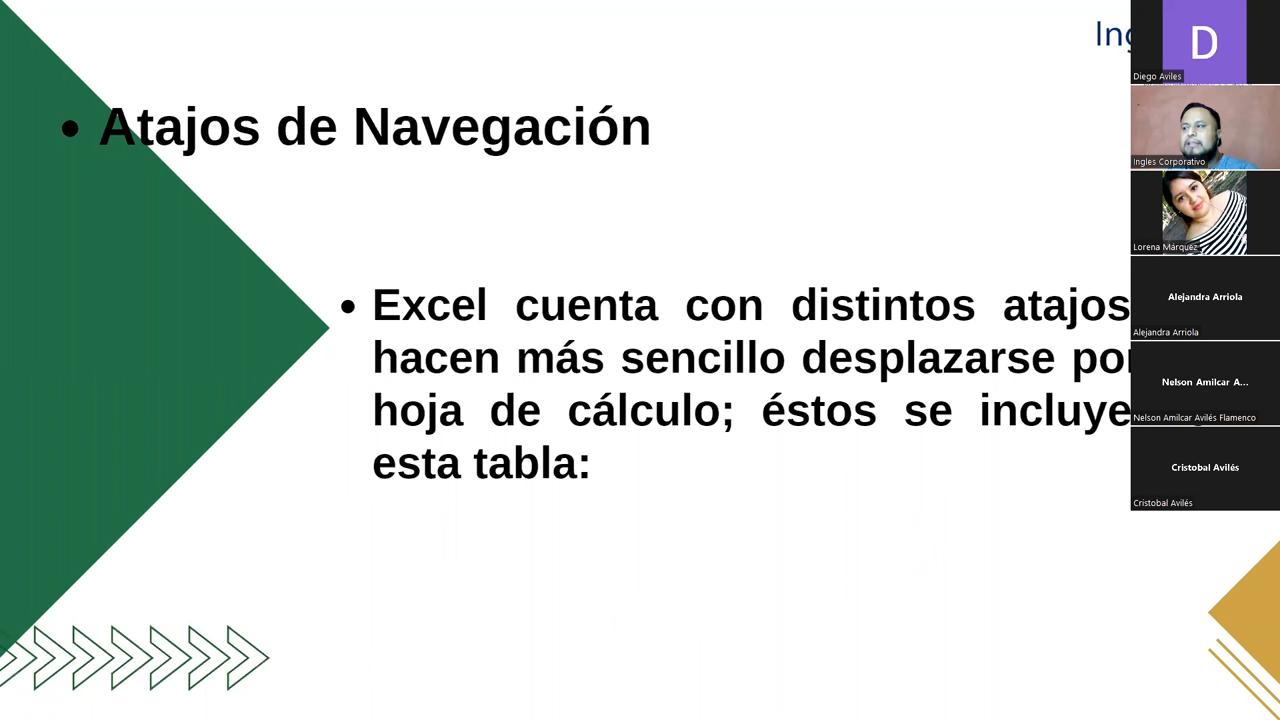 Atajos de Navegación
Excel cuenta con distintos atajos
hacen más sencillo desplazarse por
hoja de cálculo; éstos se incluye
esta tabla:
D
Diego Aviles
Ingles Corporativo
Lorena Márquez
Alejandra Arriola
Alejandra Arriola
Nelson Amilcar A...
Nelson Amilcar Avilés Flamenco
Cristobal Avilés
Cristobal Avilés